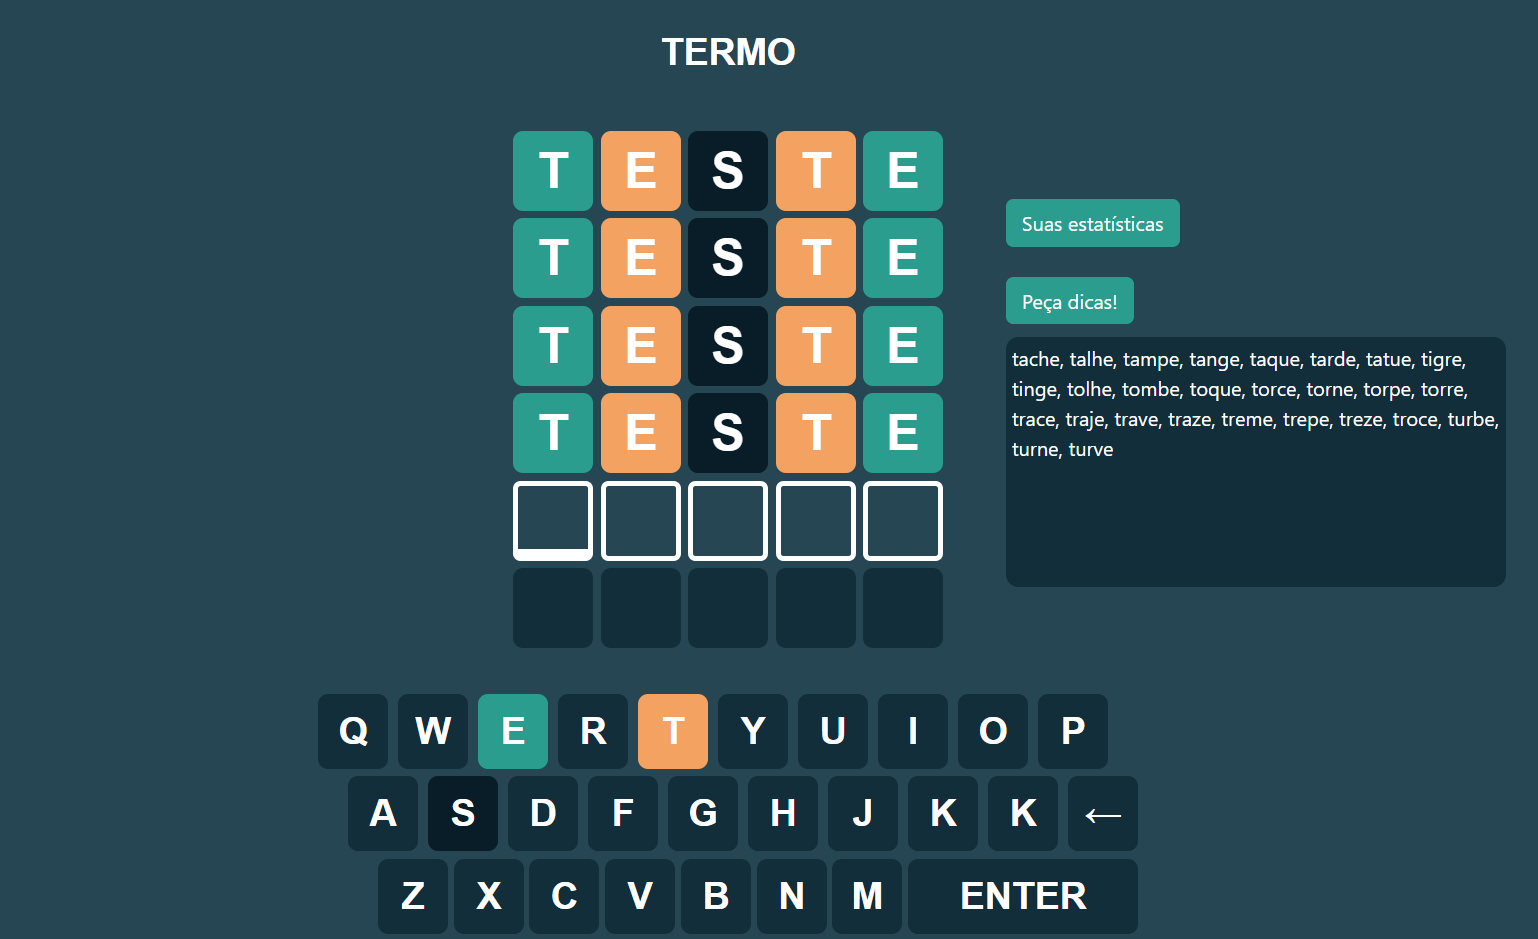 TERMO
T E S T E
T E S T E
T E S T E
T E S T E
Suas estatísticas
Peça dicas!
tache, talhe, tampe, tange, taque, tarde, tatue, tigre,
tinge, tolhe, tombe, toque, torce, torne, torpe, torre,
trace, traje, trave, traze, treme, trepe, treze, troce, turbe,
turne, turve
Q W E R T Y U I O P
A S D F G H J K K ←
Z X C V B N M ENTER